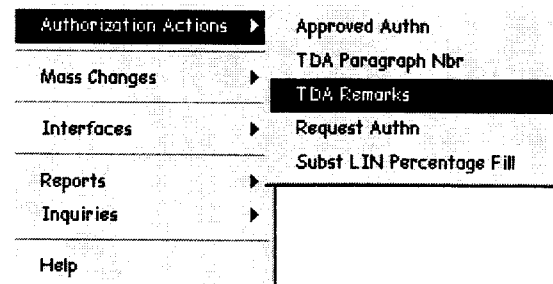 Authorization Actions
Mass Changes
Interfaces
Reports
Inquiries
Help
Approved Authn
TDA Paragraph Nbr
TDA Remarks
Request Authn
Subst LIN Percentage Fill